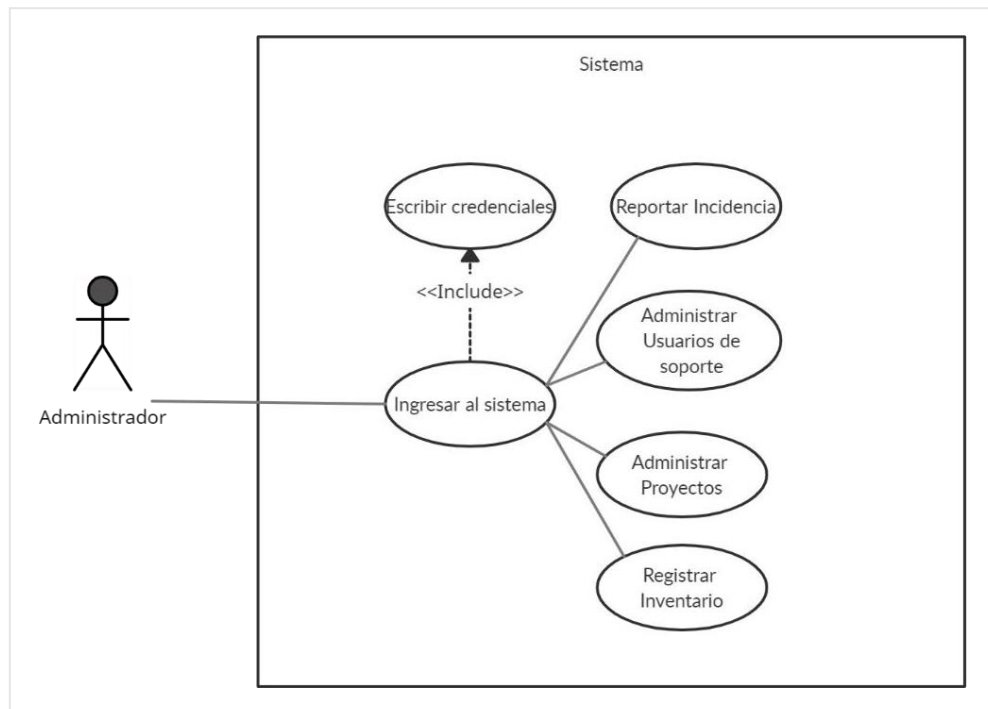 Sistema
Escribir credenciales
Reportar Incidencia
<<Include>>
Administrar
Usuarios de
soporte
Administrador
Ingresar al sistema
Administrar
Proyectos
Registrar
Inventario